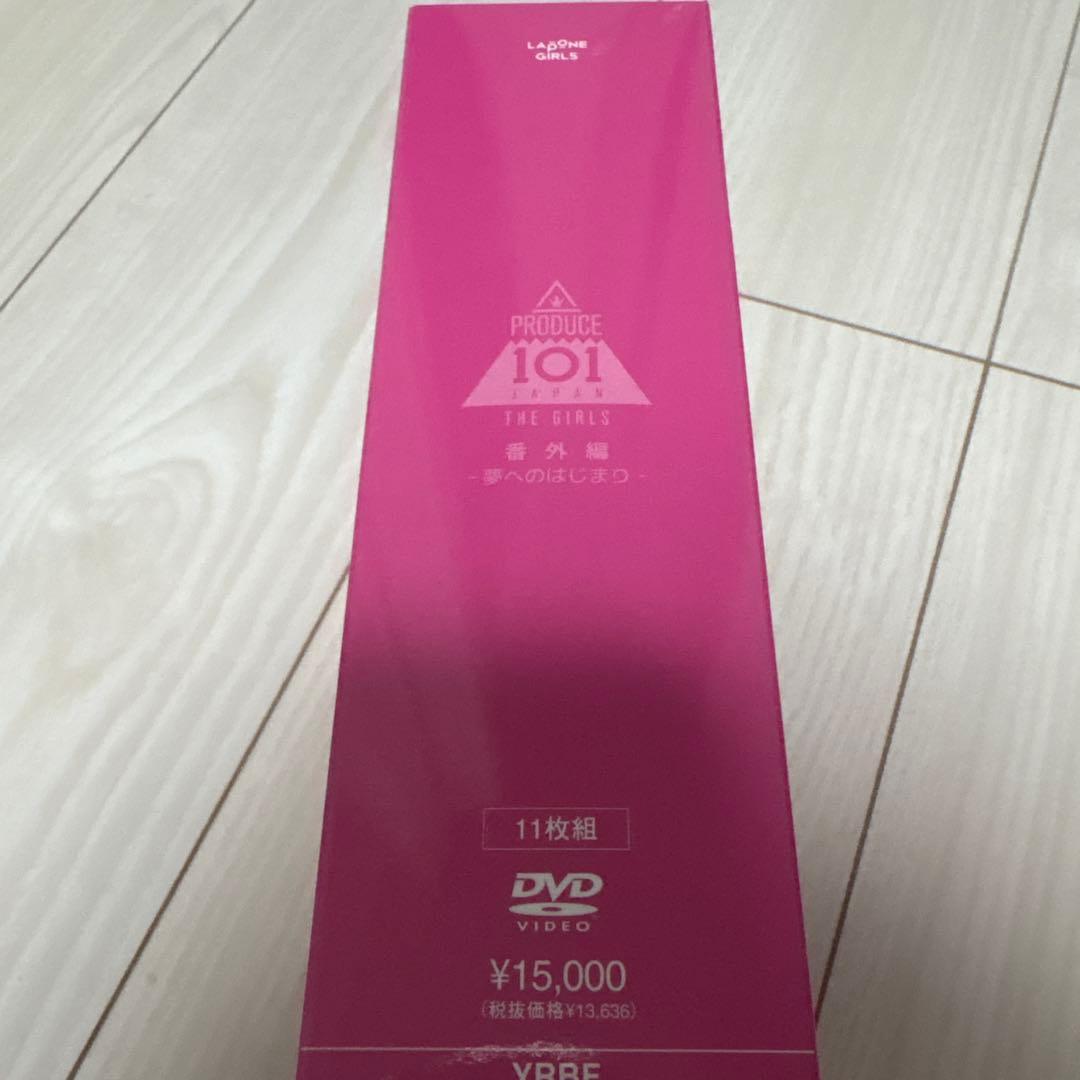 LAPONE
GIRLS
PRODUCE
101
JAPAN
THE GIRLS
番外編
-夢へのはじまり-
11枚組
DVD
VIDEO
¥15,000
(税抜価格¥13,636)